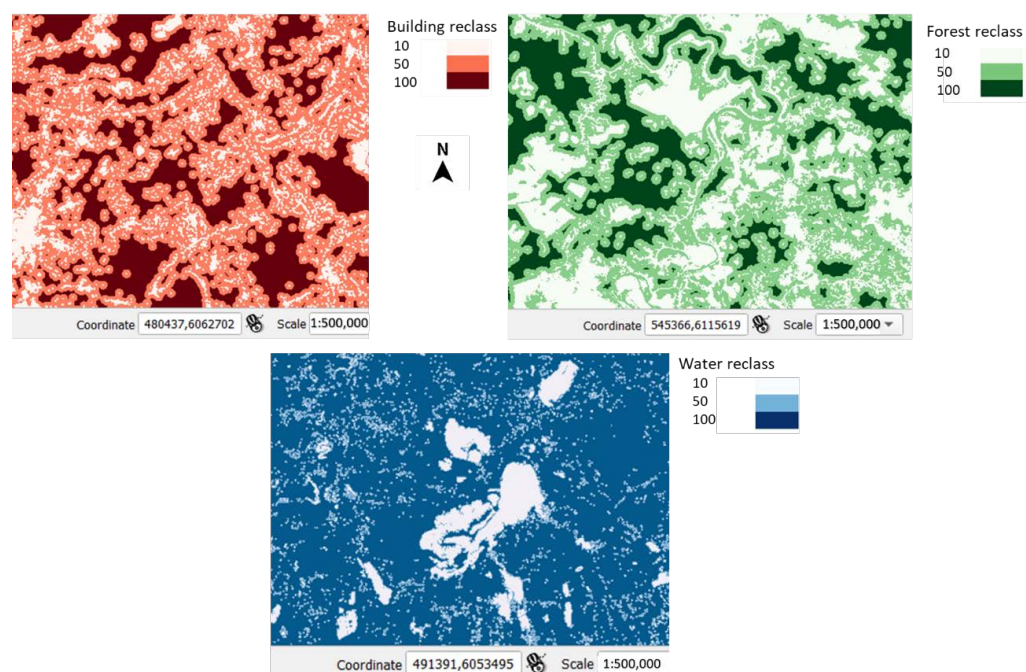 Building reclass
10
50
100
N
Coordinate 480437,6062702 Scale 1:500,000
Forest reclass
10
50
100
Coordinate 545366,6115619 Scale 1:500,000
Water reclass
10
50
100
Coordinate 491391,6053495 Scale 1:500,000